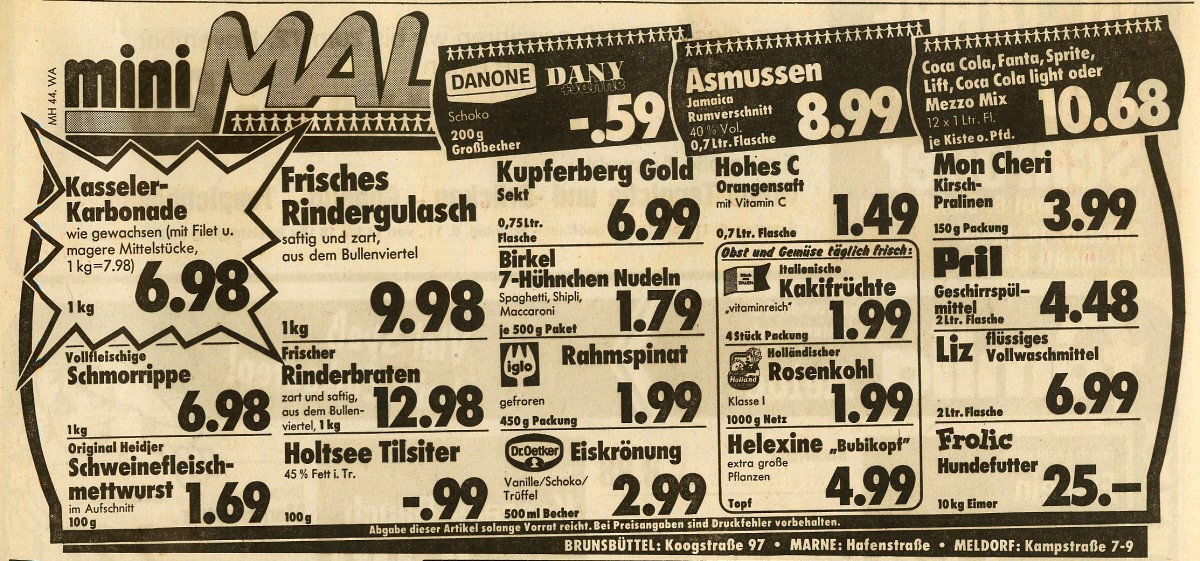 MH 44. WA
mini MAL
DANONE DANY
+sahne
Schoko
200 g
Großbecher
-.59
Asmussen
Jamaica
Rumverschnitt
40 % Vol.
0,7 Ltr. Flasche
8.99
Coca Cola, Fanta, Sprite,
Lift, Coca Cola light oder
Mezzo Mix
12 x 1 Ltr. Fl.
je Kiste o. Pfd.
10.68
Kasseler-
Karbonade
wie gewachsen (mit Filet u.
magere Mittelstücke,
1 kg=7.98)
1 kg
6.98
Vollfleischige
Schmorrippe
1kg
6.98
Original Heidjer
Schweinefleisch-
mettwurst
im Aufschnitt
100 g
1.69
Frisches
Rindergulasch
saftig und zart,
aus dem Bullenviertel
1kg
9.98
Frischer
Rinderbraten
zart und saftig,
aus dem Bullen-
viertel, 1 kg
12.98
Holtsee Tilsiter
45 % Fett i. Tr.
100 g
-.99
Kupferberg Gold
Sekt
0,75 Ltr.
Flasche
6.99
Birkel
7-Hühnchen Nudeln
Spaghetti, Shipli,
Maccaroni
je 500 g Paket
1.79
iglo
Rahmspinat
gefroren
450 g Packung
1.99
Dr. Oetker Eiskrönung
Vanille/Schoko/
Trüffel
500 ml Becher
2.99
Hohes C
Orangensaft
mit Vitamin C
0,7 Ltr. Flasche
1.49
Obst und Gemüse täglich frisch:
Italienische
Kakifrüchte
„vitaminreich"
4 Stück Packung
1.99
Holland
Holländischer
Rosenkohl
Klasse I
1000 g Netz
1.99
Helexine „Bubikopf"
extra große
Pflanzen
Topf
4.99
Mon Cheri
Kirsch-
Pralinen
150 g Packung
3.99
Pril
Geschirrspül-
mittel
2 Ltr. Flasche
4.48
Liz flüssiges
Vollwaschmittel
2 Ltr. Flasche
6.99
Frolic
Hundefutter
10 kg Eimer
25.–
Abgabe dieser Artikel solange Vorrat reicht. Bei Preisangaben sind Druckfehler vorbehalten.
BRUNSBÜTTEL: Koogstraße 97 • MARNE: Hafenstraße • MELDORF: Kampstraße 7-9